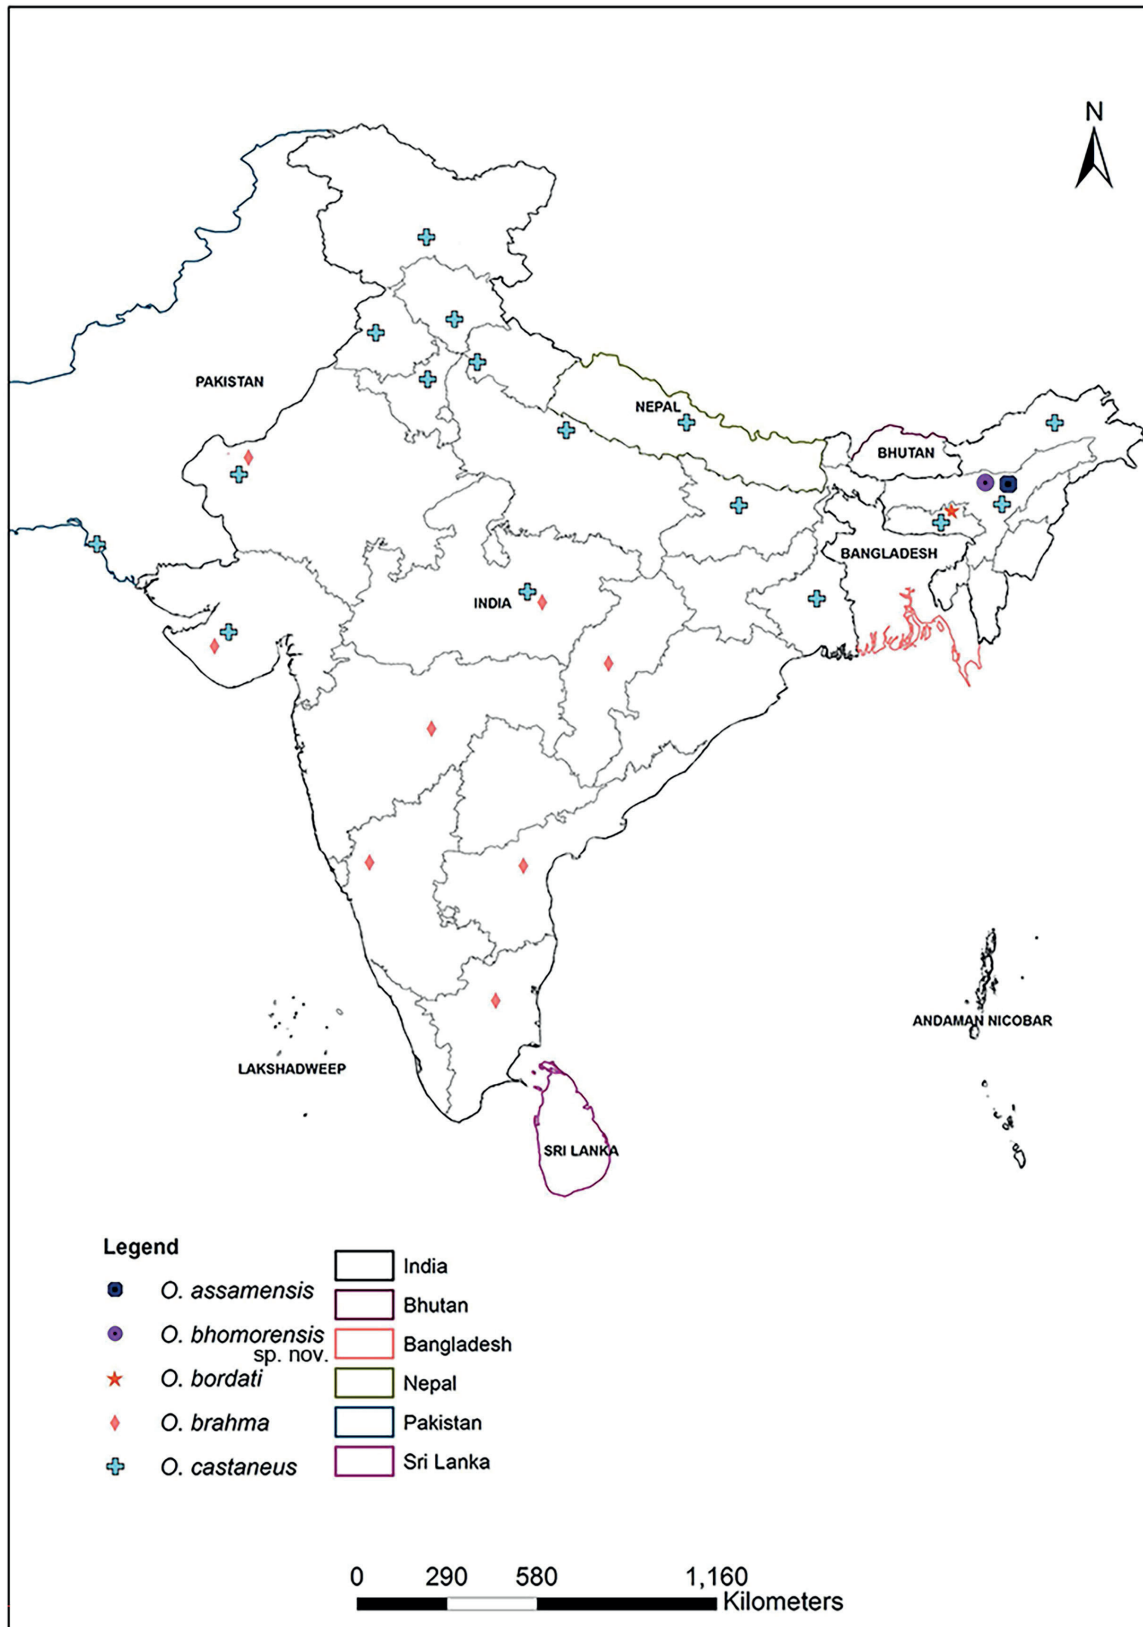 N
PAKISTAN
NEPAL
BHUTAN
BANGLADESH
INDIA
ANDAMAN NICOBAR
LAKSHADWEEP
SRI LANKA
Legend
O. assamensis
O. bhomorensis
sp. nov.
O. bordati
O. brahma
O. castaneus
India
Bhutan
Bangladesh
Nepal
Pakistan
Sri Lanka
0 290 580 1,160
Kilometers